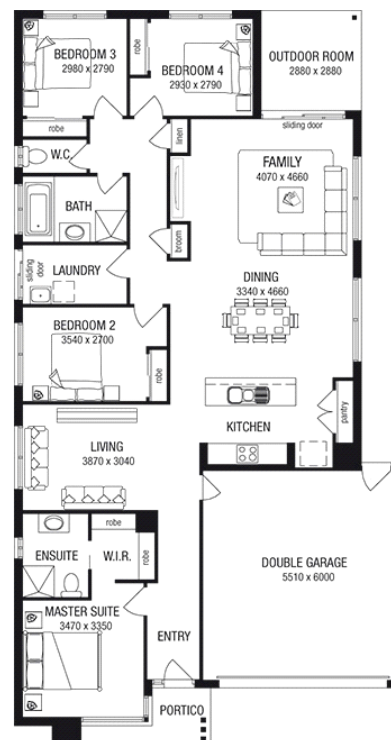 BEDROOM 3
2980 x 2790
robe
BEDROOM 4
2930 x 2790
OUTDOOR ROOM
2880 x 2880
robe
linen
sliding door
W.C.
FAMILY
4070 x 4660
BATH
broom
sliding
door
LAUNDRY
DINING
3340 x 4660
BEDROOM 2
3540 x 2700
robe
pantry
KITCHEN
LIVING
3870 x 3040
robe
ENSUITE
W.I.R.
robe
DOUBLE GARAGE
5510 x 6000
MASTER SUITE
3470 x 3350
ENTRY
PORTICO